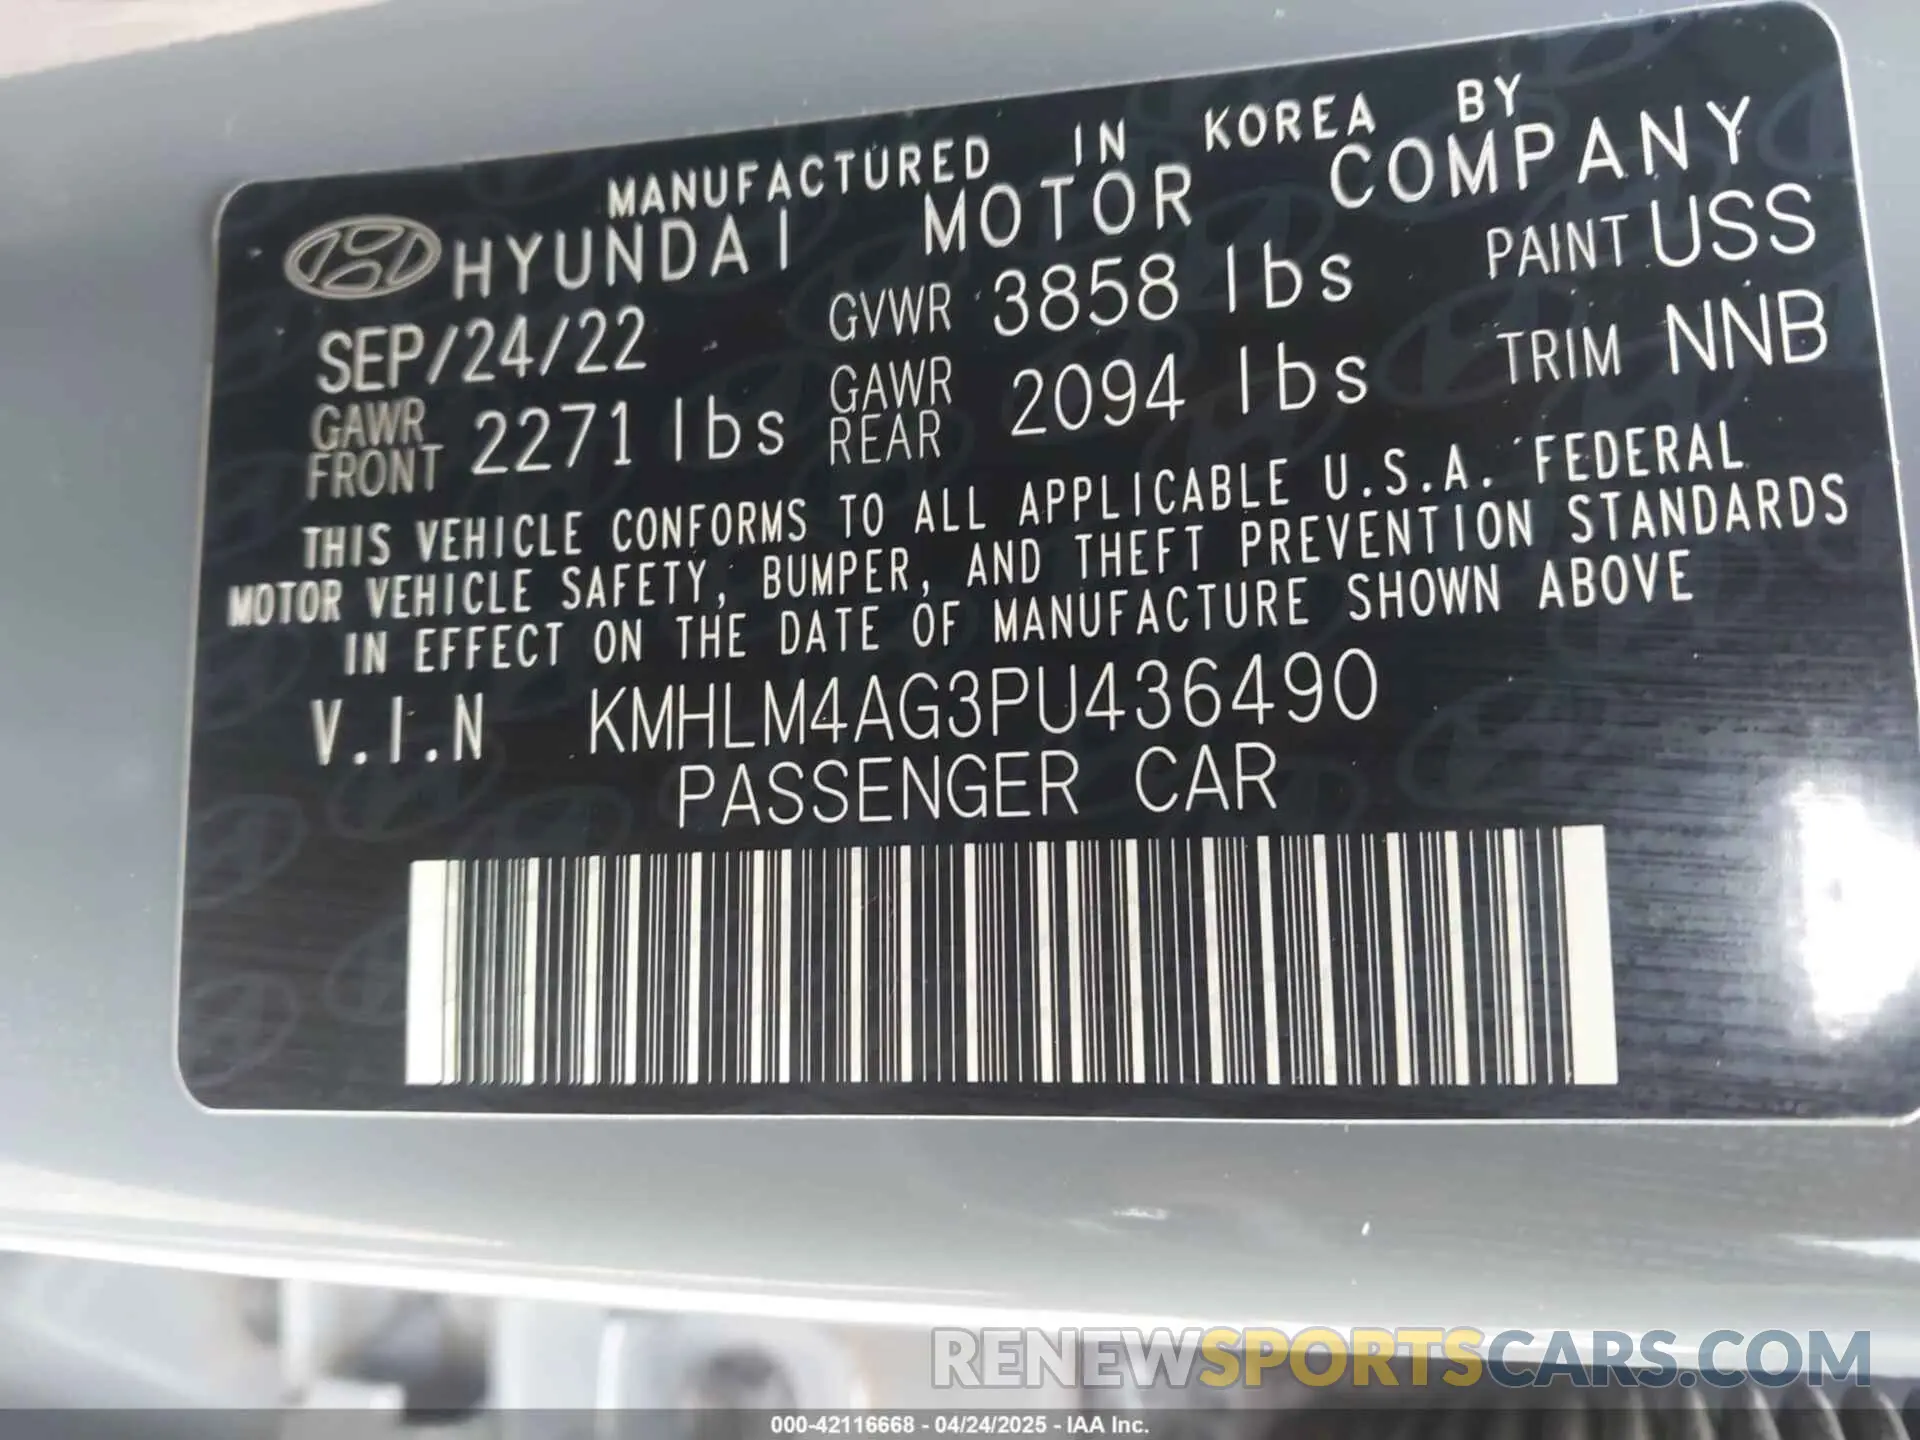 MANUFACTURED IN KOREA BY
HYUNDAI MOTOR COMPANY
SEP/24/22 GVWR 3858 lbs PAINT USS
GAWR FRONT 2271 lbs GAWR REAR 2094 lbs TRIM NNB
THIS VEHICLE CONFORMS TO ALL APPLICABLE U.S.A. FEDERAL
MOTOR VEHICLE SAFETY, BUMPER, AND THEFT PREVENTION STANDARDS
IN EFFECT ON THE DATE OF MANUFACTURE SHOWN ABOVE
V.I.N KMHLM4AG3PU436490
PASSENGER CAR
RENEWSPORTSCARS.COM
000-42116668 - 04/24/2025 - IAA Inc.